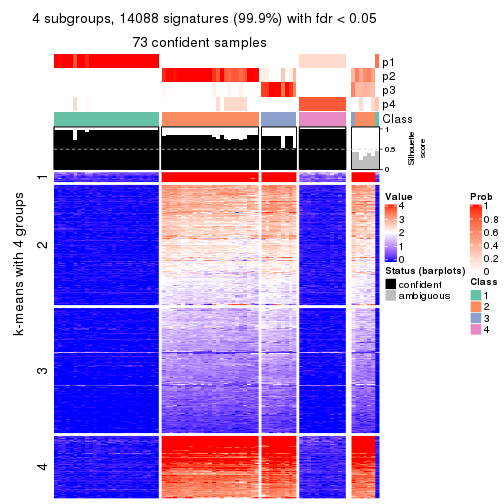 4 subgroups, 14088 signatures (99.9%) with fdr < 0.05
73 confident samples
p1
p2
p3
p4
Class
1
0.5
0
Silhouette
score
k-means with 4 groups
1
2
3
4
Value
4
3
2
1
0
Status (barplots)
confident
ambiguous
Prob
1
0.8
0.6
0.4
0.2
0
Class
1
2
3
4